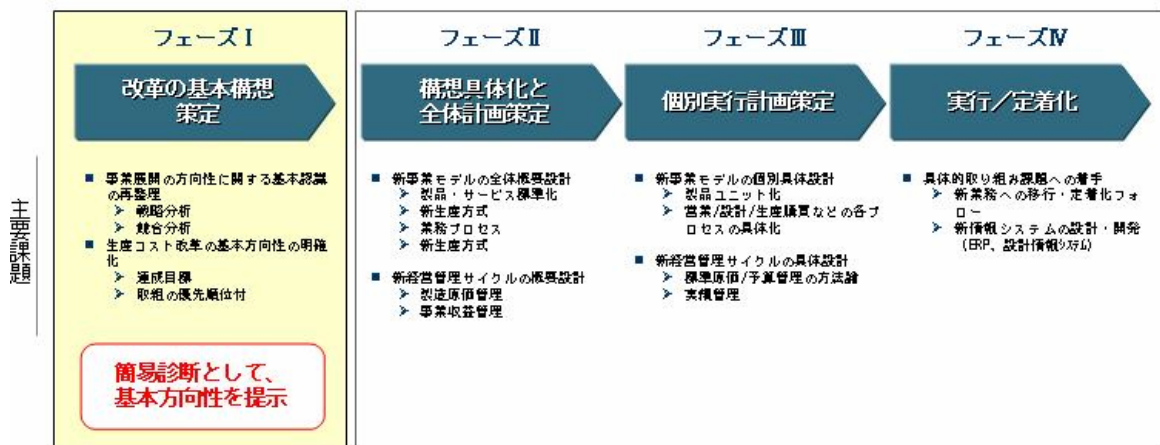 フェーズⅠ
改革の基本構想
策定
主要課題
■ 事業展開の方向性に関する基本認識
の再整理
➢ 戦略分析
➢ 競合分析
■ 生産コスト改革の基本方向性の明確
化
➢ 達成目標
➢ 取組の優先順位付
簡易診断として、
基本方向性を提示
フェーズⅡ
構想具体化と
全体計画策定
■ 新事業モデルの全体概要設計
➢ 製品・サービス標準化
➢ 新生産方式
➢ 業務プロセス
➢ 新生産方式
■ 新経営管理サイクルの概要設計
➢ 製造原価管理
➢ 事業収益管理
フェーズⅢ
個別実行計画策定
■ 新事業モデルの個別具体設計
➢ 製品ユニット化
➢ 営業/設計/生産購買などの各プ
ロセスの具体化
■ 新経営管理サイクルの具体設計
➢ 標準原価/予算管理の方法論
➢ 実績管理
フェーズⅣ
実行／定着化
■ 具体的取り組み課題への着手
➢ 新業務への移行・定着化フォ
ロー
➢ 新情報システムの設計・開発
(ERP、設計情報ｼｽﾃﾑ)